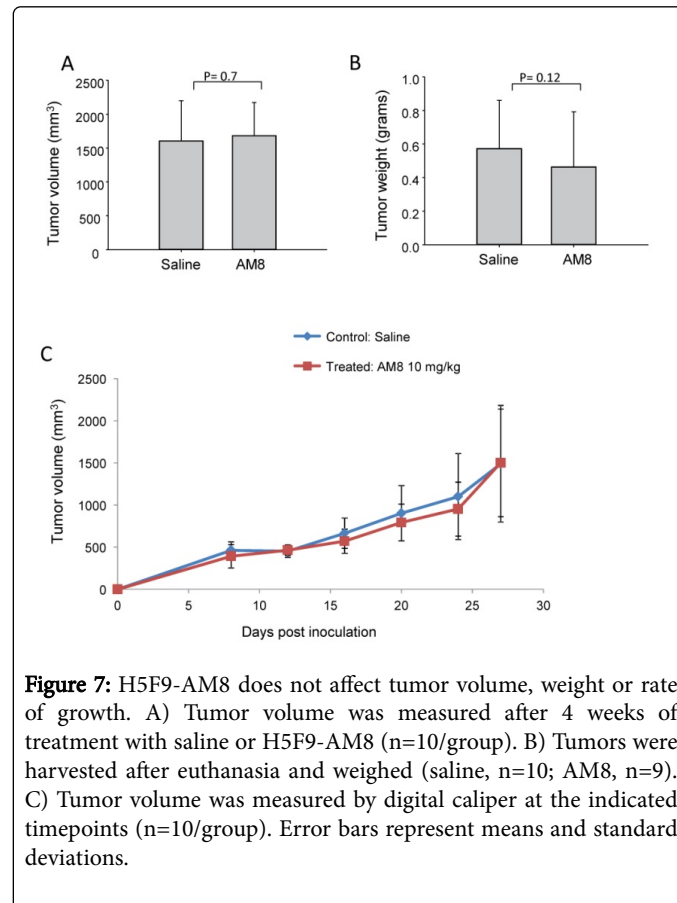 A
P= 0.7
Tumor volume (mm³)
2500
2000
1500
1000
500
0
Saline
AM8
B
P= 0.12
Tumor weight (grams)
1.0
0.8
0.6
0.4
0.2
0.0
Saline
AM8
C
Control: Saline
Treated: AM8 10 mg/kg
Tumor volume (mm³)
2500
2000
1500
1000
500
0
0 5 10 15 20 25 30
Days post inoculation
Figure 7: H5F9-AM8 does not affect tumor volume, weight or rate
of growth. A) Tumor volume was measured after 4 weeks of
treatment with saline or H5F9-AM8 (n=10/group). B) Tumors were
harvested after euthanasia and weighed (saline, n=10; AM8, n=9).
C) Tumor volume was measured by digital caliper at the indicated
timepoints (n=10/group). Error bars represent means and standard
deviations.